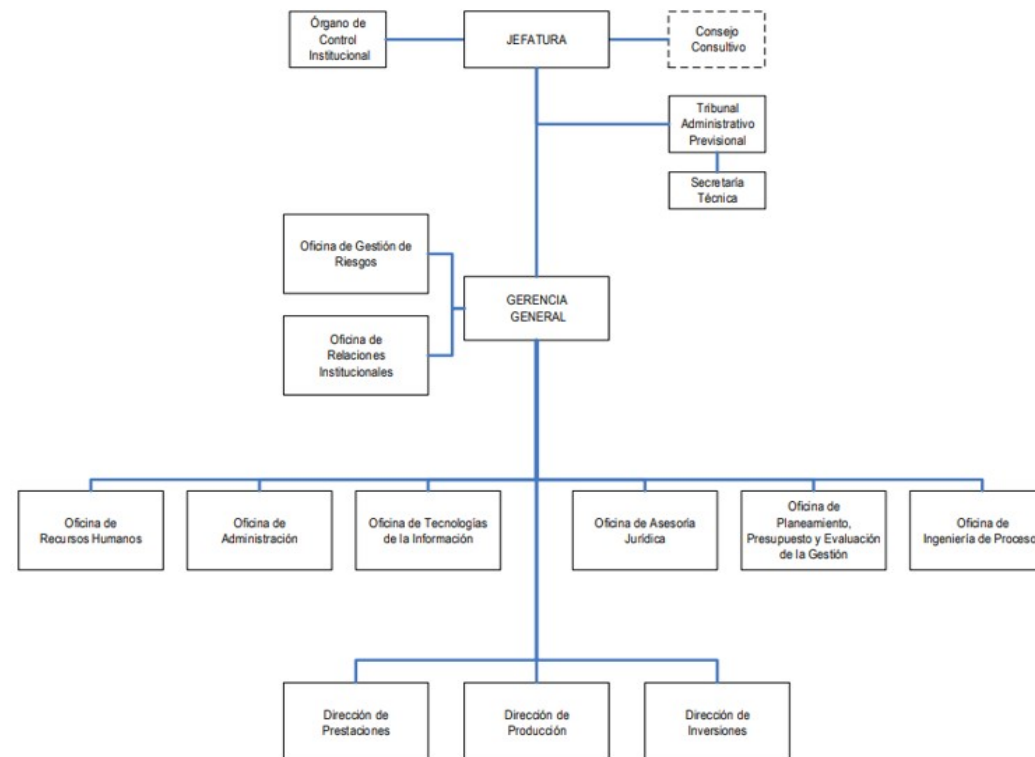 Órgano de
Control
Institucional
JEFATURA
Consejo
Consultivo
Tribunal
Administrativo
Previsional
Secretaría
Técnica
Oficina de Gestión de
Riesgos
GERENCIA
GENERAL
Oficina de
Relaciones
Institucionales
Oficina de
Recursos Humanos
Oficina de
Administración
Oficina de Tecnologías
de la Información
Oficina de Asesoría
Jurídica
Oficina de
Planeamiento,
Presupuesto y Evaluación
de la Gestión
Oficina de
Ingeniería de Proceso
Dirección de
Prestaciones
Dirección de
Producción
Dirección de
Inversiones